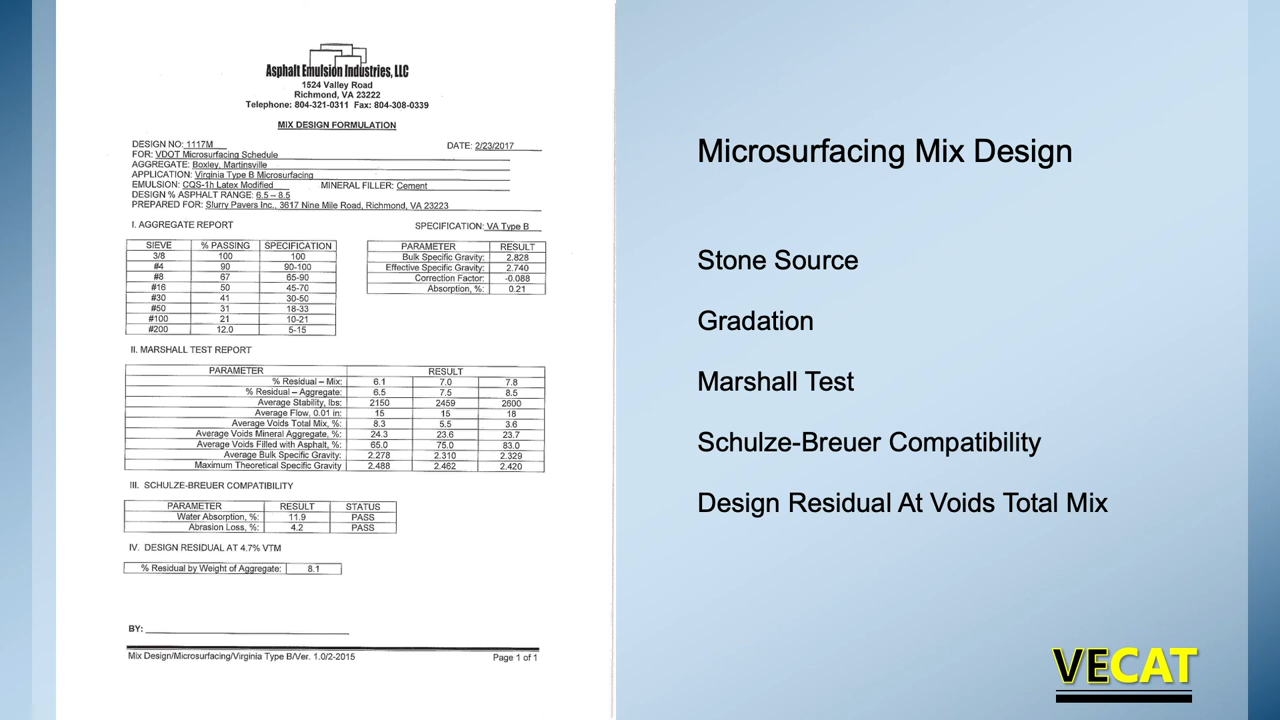 Asphalt Emulsion Industries, LLC
1524 Valley Road
Richmond, VA 23222
Telephone: 804-321-0311 Fax: 804-308-0339
MIX DESIGN FORMULATION
DESIGN NO: 1117M DATE: 2/23/2017
FOR: VDOT Microsurfacing Schedule
AGGREGATE: Boxley, Martinsville
APPLICATION: Virginia Type B Microsurfacing
EMULSION: CQS-1h Latex Modified MINERAL FILLER: Cement
DESIGN % ASPHALT RANGE: 6.5 – 8.5
PREPARED FOR: Slurry Pavers Inc., 3617 Nine Mile Road, Richmond, VA 23223
I. AGGREGATE REPORT SPECIFICATION: VA Type B
SIEVE % PASSING SPECIFICATION
3/8 100 100
#4 90 90-100
#8 67 65-90
#16 50 45-70
#30 41 30-50
#50 31 18-33
#100 21 10-21
#200 12.0 5-15
PARAMETER RESULT
Bulk Specific Gravity: 2.828
Effective Specific Gravity: 2.740
Correction Factor: -0.088
Absorption, %: 0.21
II. MARSHALL TEST REPORT
PARAMETER RESULT
% Residual – Mix: 6.1 7.0 7.8
% Residual – Aggregate: 6.5 7.5 8.5
Average Stability, lbs: 2150 2459 2600
Average Flow, 0.01 in: 15 15 18
Average Voids Total Mix, %: 8.3 5.5 3.6
Average Voids Mineral Aggregate, %: 24.3 23.6 23.7
Average Voids Filled with Asphalt, %: 65.0 75.0 83.0
Average Bulk Specific Gravity: 2.278 2.310 2.329
Maximum Theoretical Specific Gravity 2.488 2.462 2.420
III. SCHULZE-BREUER COMPATIBILITY
PARAMETER RESULT STATUS
Water Absorption, %: 11.9 PASS
Abrasion Loss, %: 4.2 PASS
IV. DESIGN RESIDUAL AT 4.7% VTM
% Residual by Weight of Aggregate: 8.1
BY:
Mix Design/Microsurfacing/Virginia Type B/Ver. 1.0/2-2015 Page 1 of 1
Microsurfacing Mix Design
Stone Source
Gradation
Marshall Test
Schulze-Breuer Compatibility
Design Residual At Voids Total Mix
VECAT